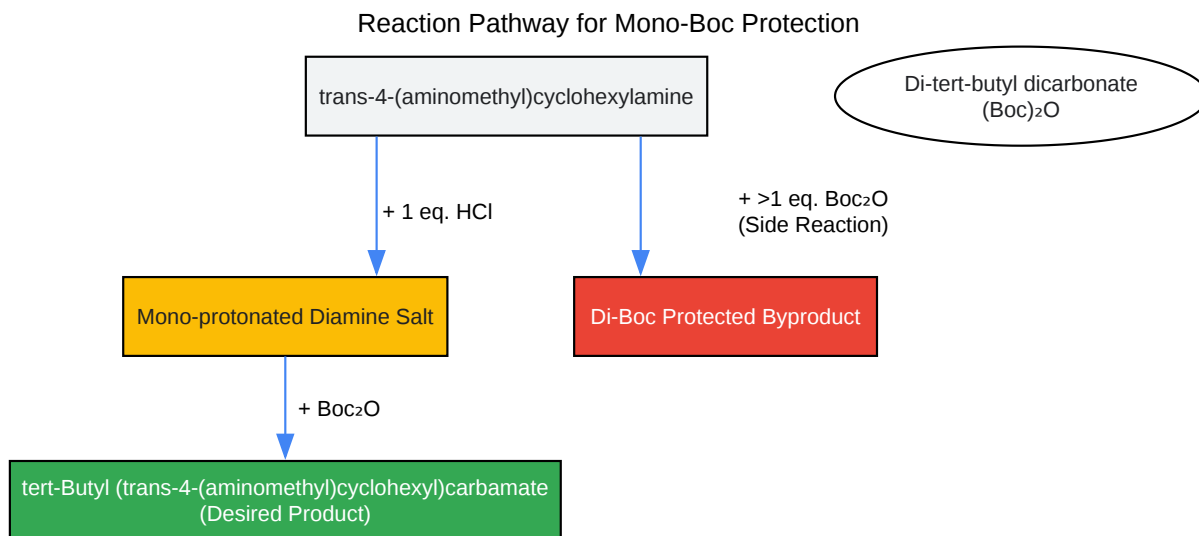 Reaction Pathway for Mono-Boc Protection
trans-4-(aminomethyl)cyclohexylamine
Di-tert-butyl dicarbonate
(Boc)₂O
+ 1 eq. HCl
+ >1 eq. Boc₂O
(Side Reaction)
Mono-protonated Diamine Salt
Di-Boc Protected Byproduct
+ Boc₂O
tert-Butyl (trans-4-(aminomethyl)cyclohexyl)carbamate
(Desired Product)